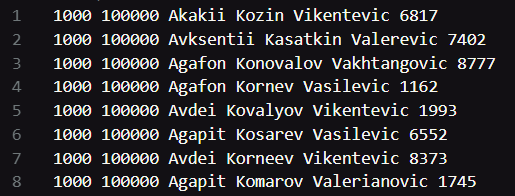 1 1000 100000 Akakii Kozin Vikentevic 6817
2 1000 100000 Avksentii Kasatkin Valerevic 7402
3 1000 100000 Agafon Konovalov Vakhtangovic 8777
4 1000 100000 Agafon Kornev Vasilevic 1162
5 1000 100000 Avdei Kovalyov Vikentevic 1993
6 1000 100000 Agapit Kosarev Vasilevic 6552
7 1000 100000 Avdei Korneev Vikentevic 8373
8 1000 100000 Agapit Komarov Valerianovic 1745